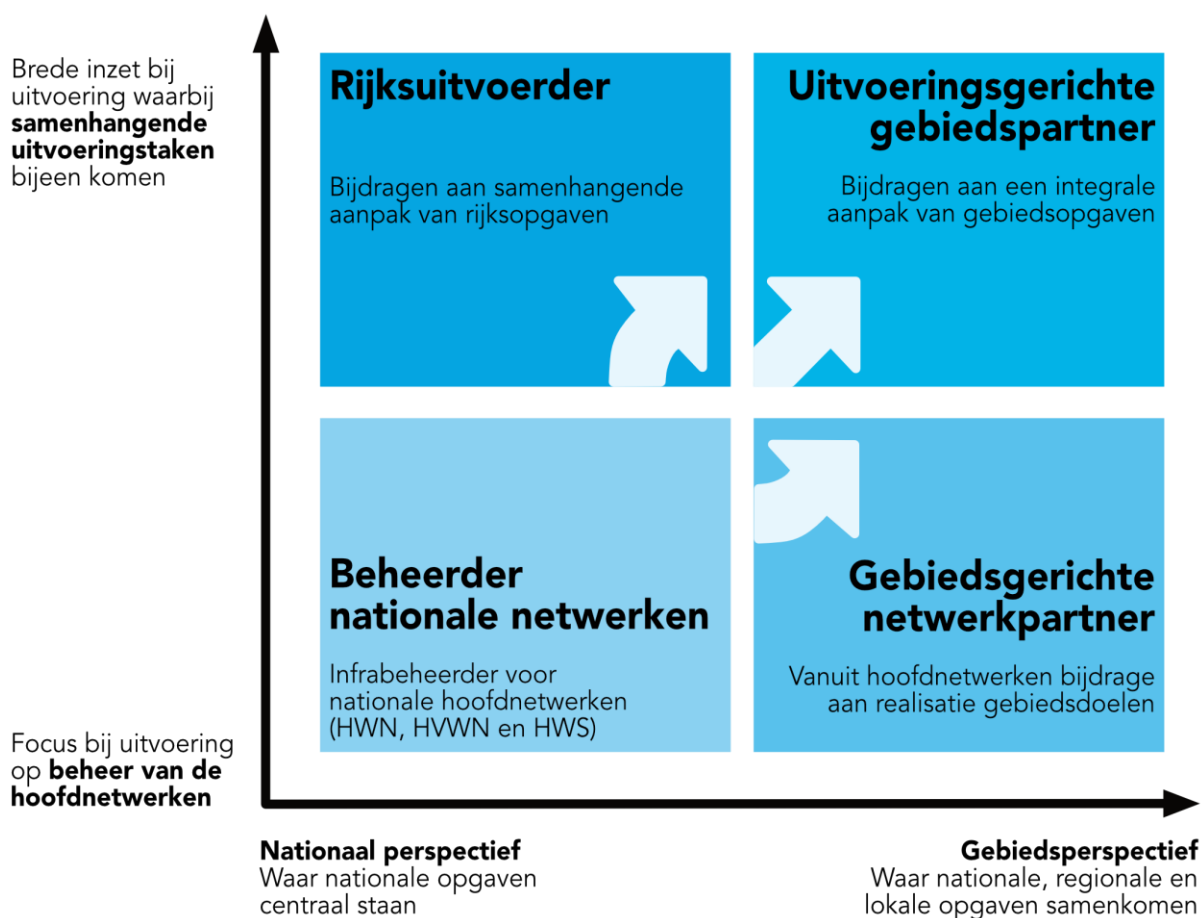 Brede inzet bij
uitvoering waarbij
samenhangende
uitvoeringstaken
bijeen komen
Rijksuitvoerder
Bijdragen aan samenhangende
aanpak van rijksopgaven
Uitvoeringsgerichte
gebiedspartner
Bijdragen aan een integrale
aanpak van gebiedsopgaven
Beheerder
nationale netwerken
Infrabeheerder voor
nationale hoofdnetwerken
(HWN, HVWN en HWS)
Gebiedsgerichte
netwerkpartner
Vanuit hoofdnetwerken bijdrage
aan realisatie gebiedsdoelen
Focus bij uitvoering
op beheer van de
hoofdnetwerken
Nationaal perspectief
Waar nationale opgaven
centraal staan
Gebiedsperspectief
Waar nationale, regionale en
lokale opgaven samenkomen